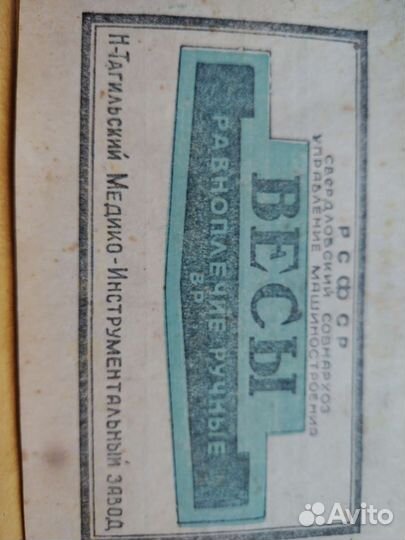 РСФСР
СВЕРДЛОВСКИЙ СОВНАРХОЗ
УПРАВЛЕНИЕ МАШИНОСТРОЕНИЯ
ВЕСЫ
РАВНОПЛЕЧИЕ РУЧНЫЕ
ВР
Н-ТАГИЛЬСКИЙ МЕДИКО-ИНСТРУМЕНТАЛЬНЫЙ ЗАВОД
Avito